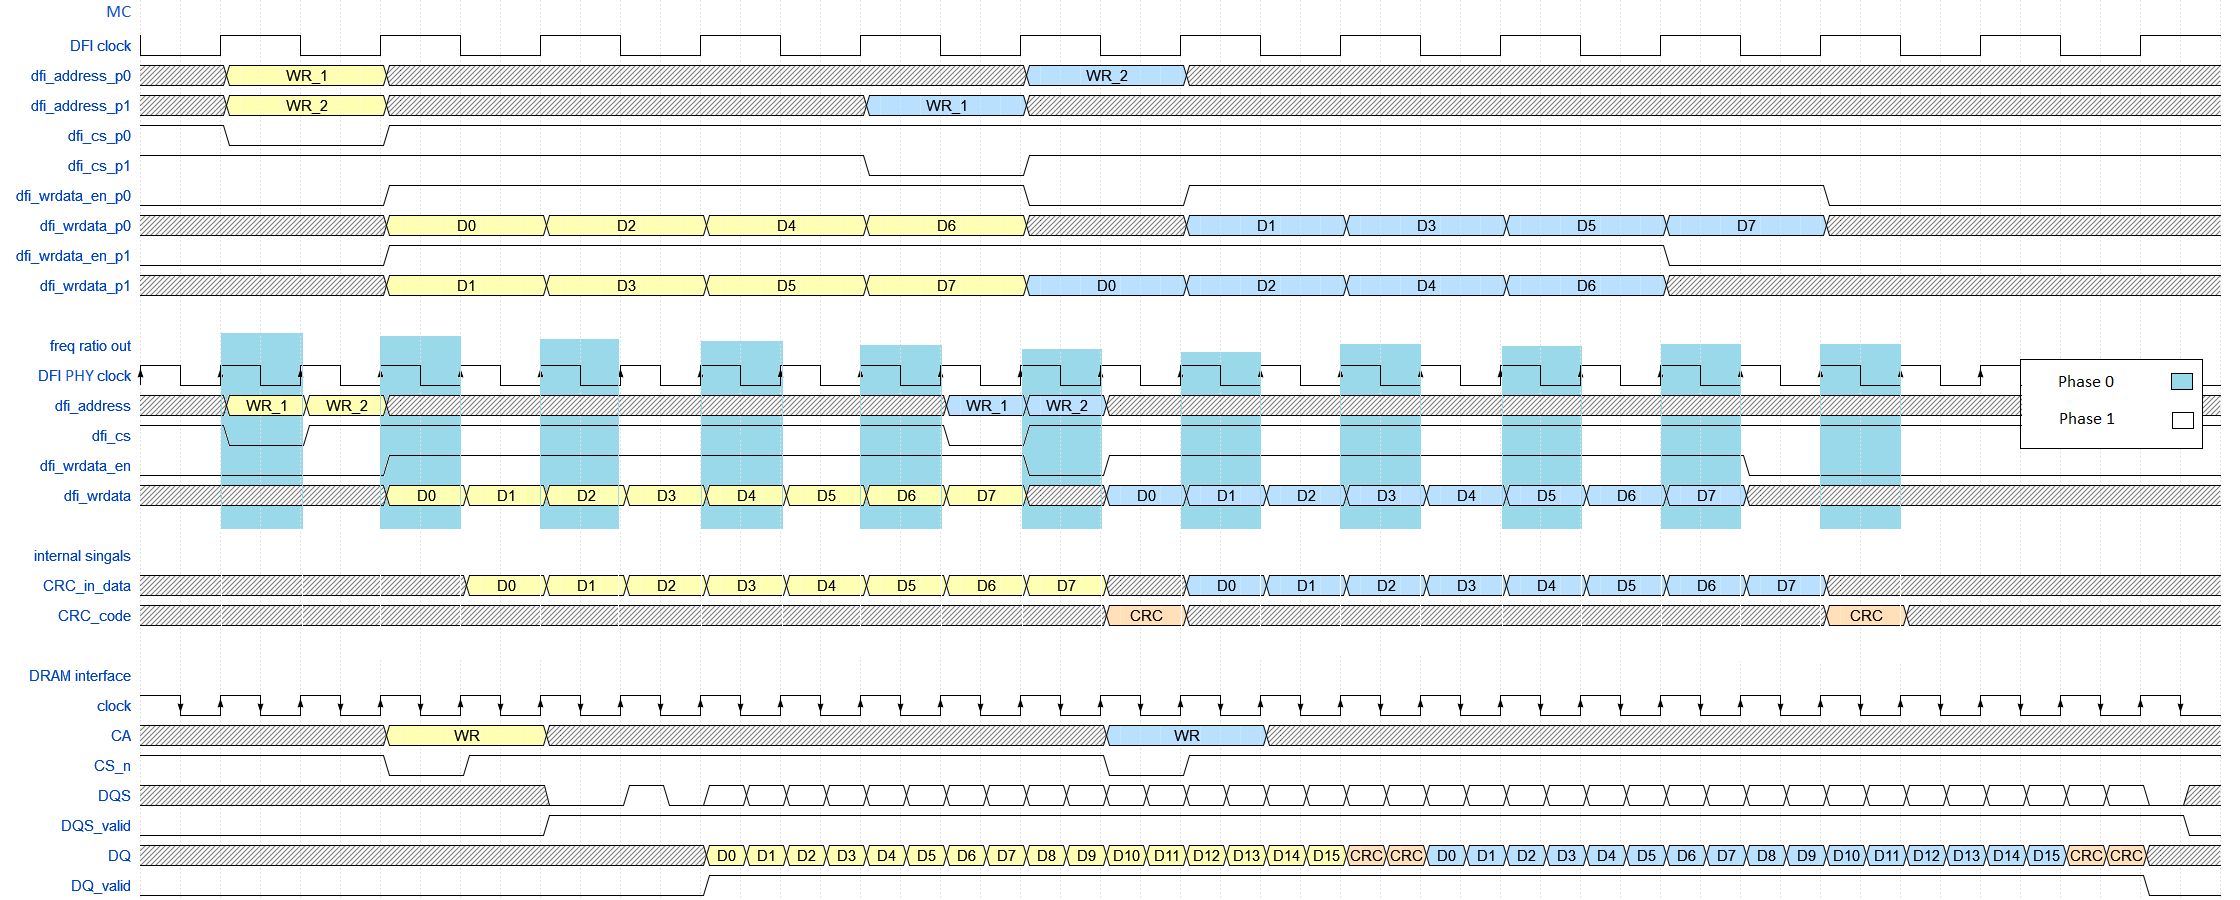 MC
DFI clock
dfi_address_p0 WR_1 WR_2
dfi_address_p1 WR_2 WR_1
dfi_cs_p0
dfi_cs_p1
dfi_wrdata_en_p0
dfi_wrdata_p0 D0 D2 D4 D6 D1 D3 D5 D7
dfi_wrdata_en_p1
dfi_wrdata_p1 D1 D3 D5 D7 D0 D2 D4 D6
freq ratio out
DFI PHY clock
Phase 0
dfi_address WR_1 WR_2 WR_1 WR_2
Phase 1
dfi_cs
dfi_wrdata_en
dfi_wrdata D0 D1 D2 D3 D4 D5 D6 D7 D0 D1 D2 D3 D4 D5 D6 D7
internal singals
CRC_in_data D0 D1 D2 D3 D4 D5 D6 D7 D0 D1 D2 D3 D4 D5 D6 D7
CRC_code CRC CRC
DRAM interface
clock
CA WR WR
CS_n
DQS
DQS_valid
DQ D0 D1 D2 D3 D4 D5 D6 D7 D8 D9 D10 D11 D12 D13 D14 D15 CRC CRC D0 D1 D2 D3 D4 D5 D6 D7 D8 D9 D10 D11 D12 D13 D14 D15 CRC CRC
DQ_valid